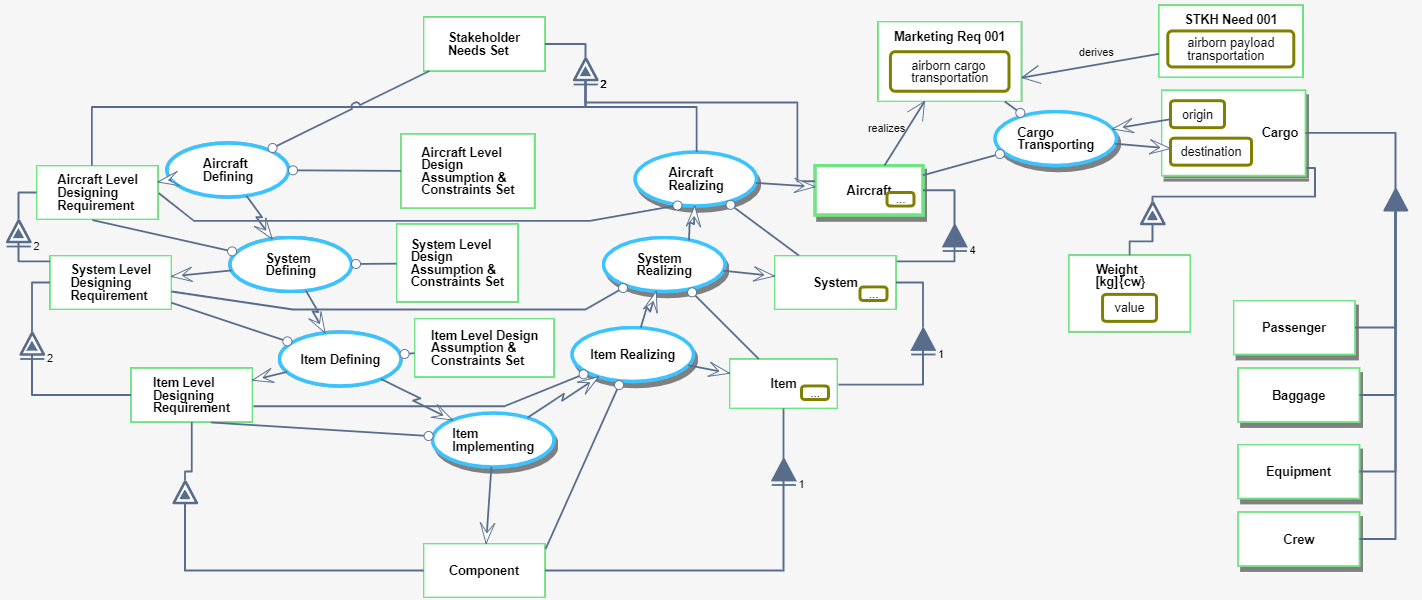 Stakeholder
Needs Set
2
Marketing Req 001
airborn cargo
transportation
derives
STKH Need 001
airborn payload
transportation
realizes
Cargo
Transporting
origin
destination
Cargo
Aircraft
Defining
Aircraft Level
Design
Assumption &
Constraints Set
Aircraft Level
Designing
Requirement
Aircraft
Realizing
Aircraft
...
2
System
Defining
System Level
Design
Assumption &
Constraints Set
System
Realizing
4
System Level
Designing
Requirement
System
...
Weight
[kg]{cw}
value
2
Item Defining
Item Level Design
Assumption &
Constraints Set
Item Realizing
1
Item Level
Designing
Requirement
Item
...
Item
Implementing
1
Component
Passenger
Baggage
Equipment
Crew